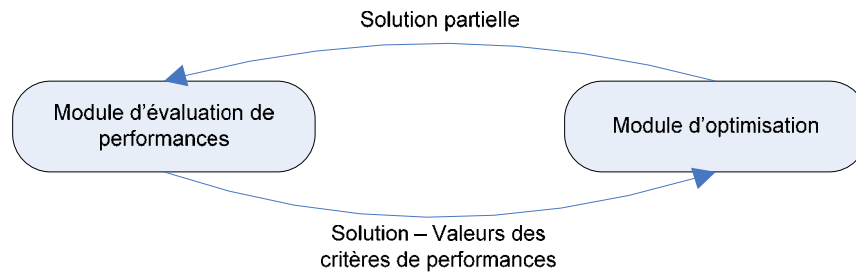 Solution partielle
Module d'évaluation de
performances
Module d'optimisation
Solution – Valeurs des
critères de performances